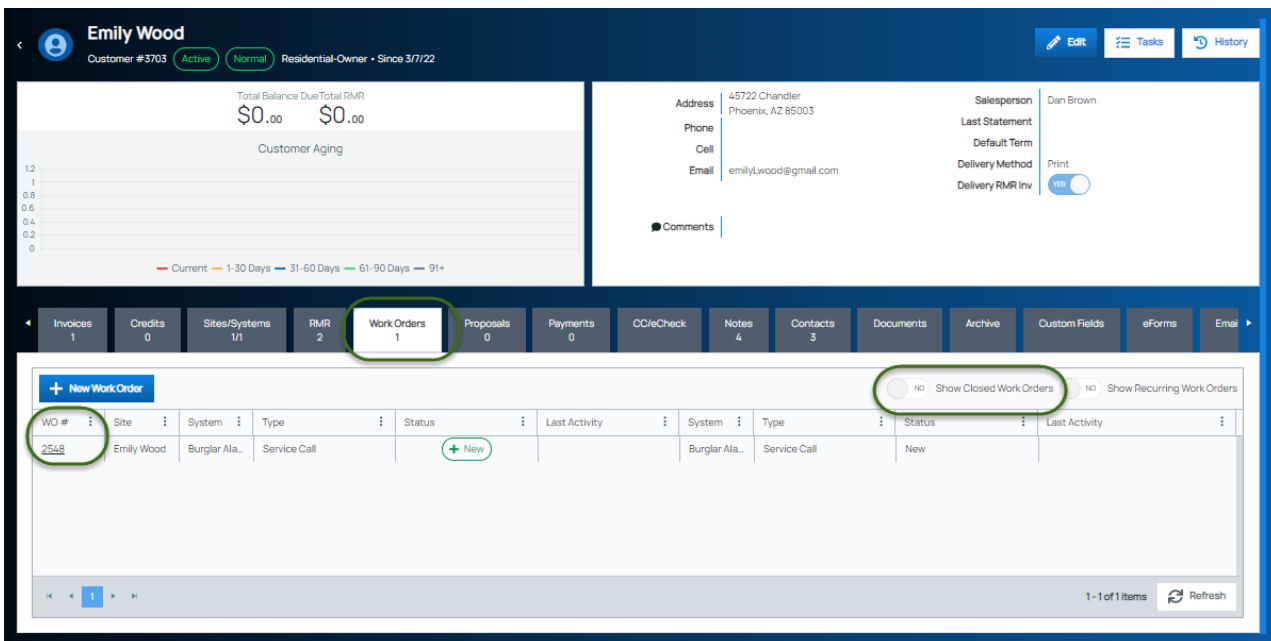 Emily Wood
Customer #3703 Active Normal Residential-Owner • Since 3/7/22
Edit Tasks History
Total Balance Due Total RMR
$0.00 $0.00
Customer Aging
1.2
1
0.8
0.6
0.4
0.2
0
Current 1-30 Days 31-60 Days 61-90 Days 91+
Address 45722 Chandler
Phoenix, AZ 85003
Phone
Cell
Email emilyLwood@gmail.com
Comments
Salesperson Dan Brown
Last Statement
Default Term
Delivery Method Print
Delivery RMR Inv YES
Invoices Credits Sites/Systems RMR Work Orders Proposals Payments CC/eCheck Notes Contacts Documents Archive Custom Fields eForms Emai
1 0 1/1 2 1 0 0 4 3
+ New Work Order NO Show Closed Work Orders NO Show Recurring Work Orders
WO # Site System Type Status Last Activity System Type Status Last Activity
2548 Emily Wood Burglar Ala... Service Call + New Burglar Ala... Service Call New
1 1 - 1 of 1 items Refresh